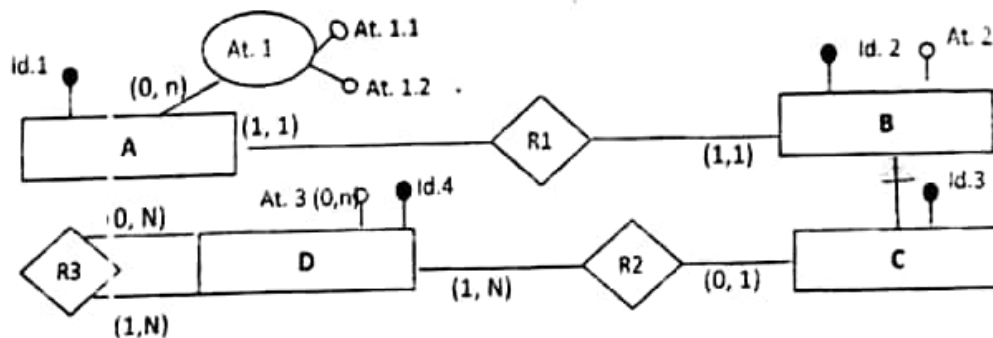 At. 1
At. 1.1
At. 1.2
Id.1
(0, n)
Id. 2
At. 2
A
(1, 1)
R1
(1,1)
B
At. 3 (0,n)
Id.4
Id.3
0, N)
R3
D
(1, N)
R2
(0, 1)
C
(1,N)